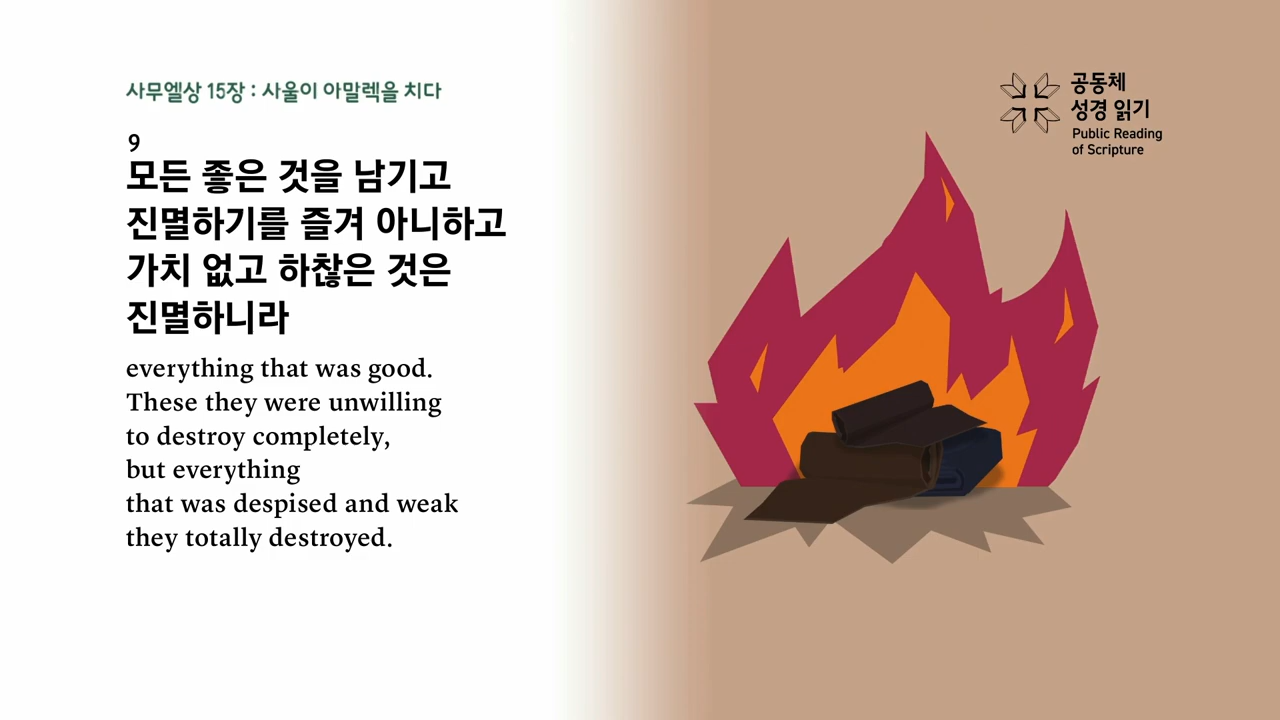 사무엘상 15장 : 사울이 아말렉을 치다
9
모든 좋은 것을 남기고
진멸하기를 즐겨 아니하고
가치 없고 하찮은 것은
진멸하니라
everything that was good.
These they were unwilling
to destroy completely,
but everything
that was despised and weak
they totally destroyed.
공동체
성경 읽기
Public Reading
of Scripture